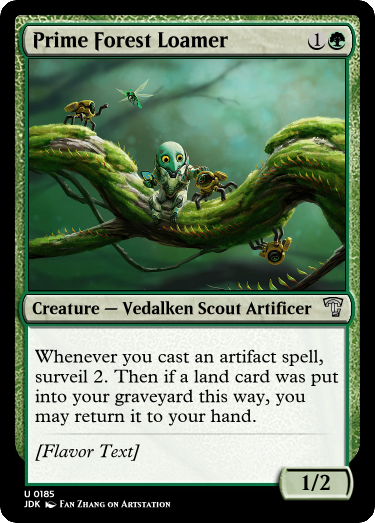 Prime Forest Loamer 1
Creature — Vedalken Scout Artificer
Whenever you cast an artifact spell,
surveil 2. Then if a land card was put
into your graveyard this way, you
may return it to your hand.
[Flavor Text]
1/2
U 0185
JDK Fan Zhang on Artstation